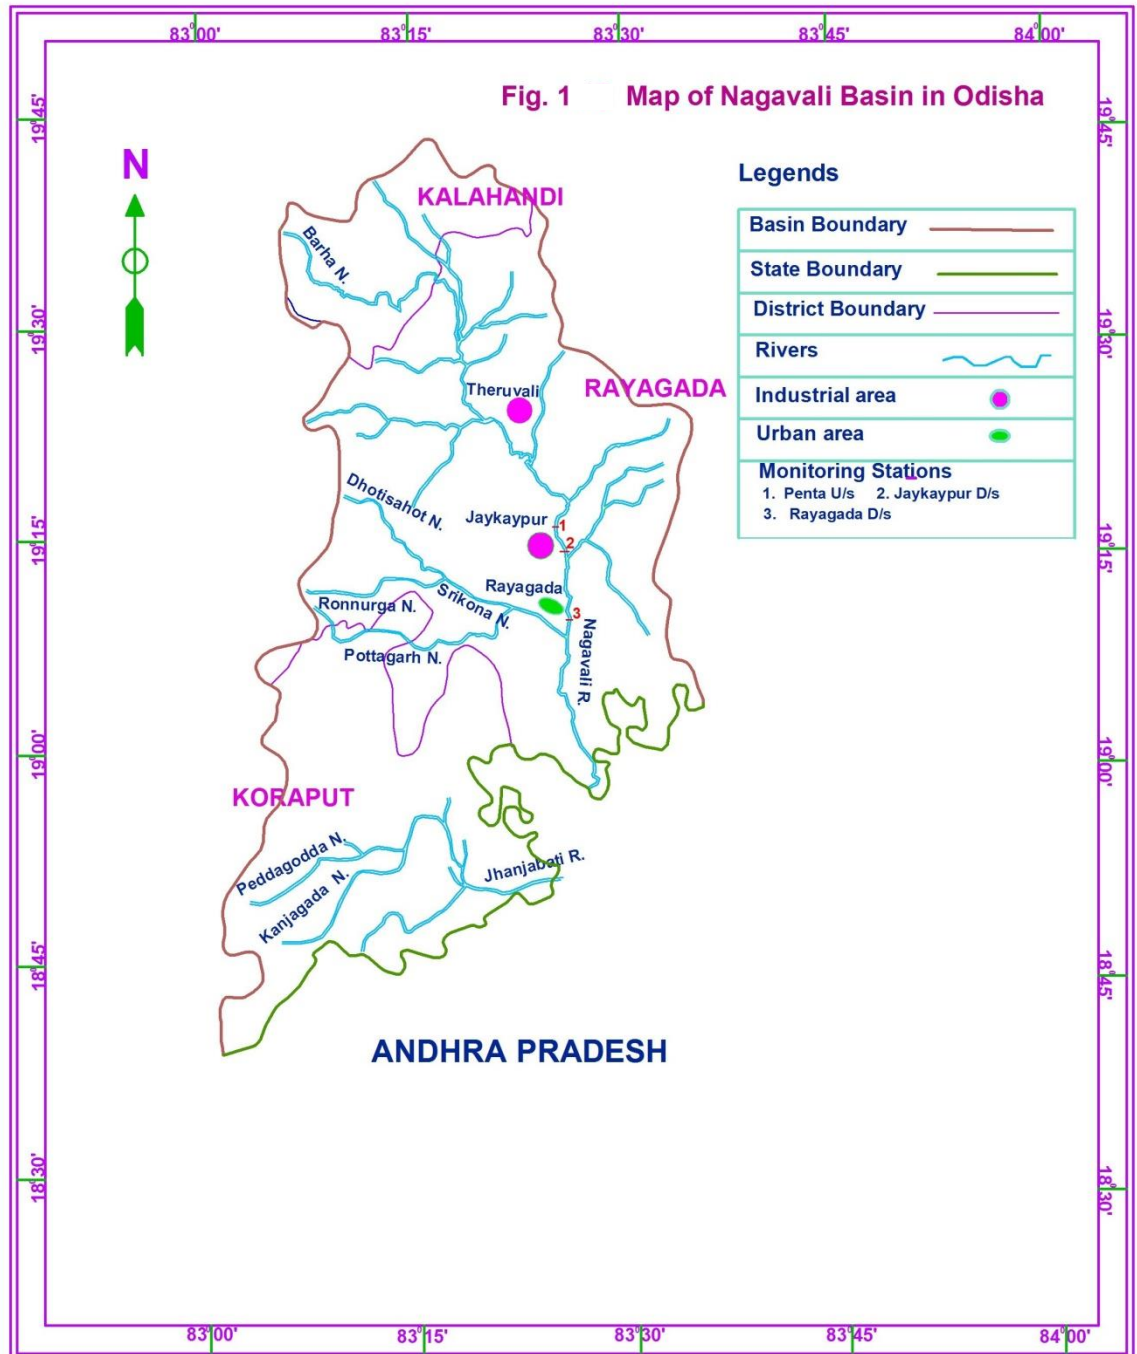 83°00' 83°15' 83°30' 83°45' 84°00'
Fig. 1 Map of Nagavali Basin in Odisha
19°45' 19°45'
N
Legends
Basin Boundary
State Boundary
District Boundary
Rivers
Industrial area
Urban area
Monitoring Stations
1. Penta U/s 2. Jaykaypur D/s
3. Rayagada D/s
KALAHANDI
Barha N.
19°30' 19°30'
RAYAGADA
Theruvali
Dhotisahot N.
Jaykaypur
1
2
19°15' 19°15'
Rayagada
3
Ronnurga N.
Srikona N.
Nagavali R.
Pottagarh N.
19°00' 19°00'
KORAPUT
Peddagodda N.
Kanjagada N.
Jhanjabati R.
18°45' 18°45'
ANDHRA PRADESH
18°30' 18°30'
83°00' 83°15' 83°30' 83°45' 84°00'